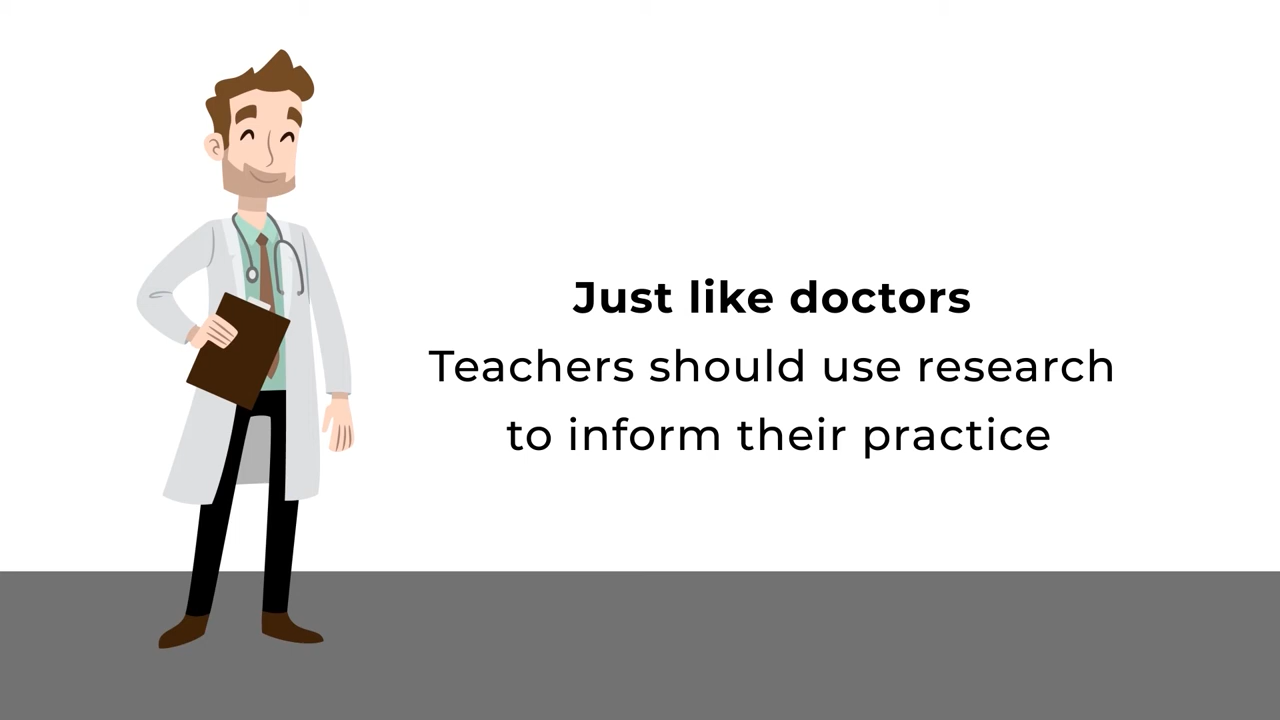 Just like doctors
Teachers should use research
to inform their practice